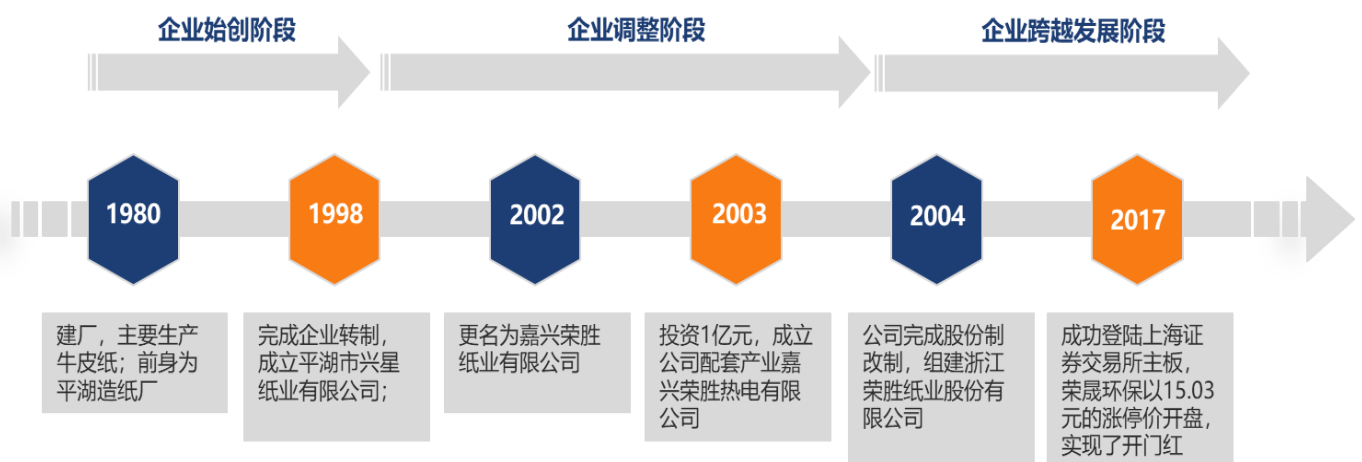 企业始创阶段
企业调整阶段
企业跨越发展阶段
1980
1998
2002
2003
2004
2017
建厂，主要生产
牛皮纸；前身为
平湖造纸厂
完成企业转制，
成立平湖市兴星
纸业有限公司；
更名为嘉兴荣胜
纸业有限公司
投资1亿元，成立
公司配套产业嘉
兴荣胜热电有限
公司
公司完成股份制
改制，组建浙江
荣胜纸业股份有
限公司
成功登陆上海证
券交易所主板，
荣晟环保以15.03
元的涨停价开盘，
实现了开门红